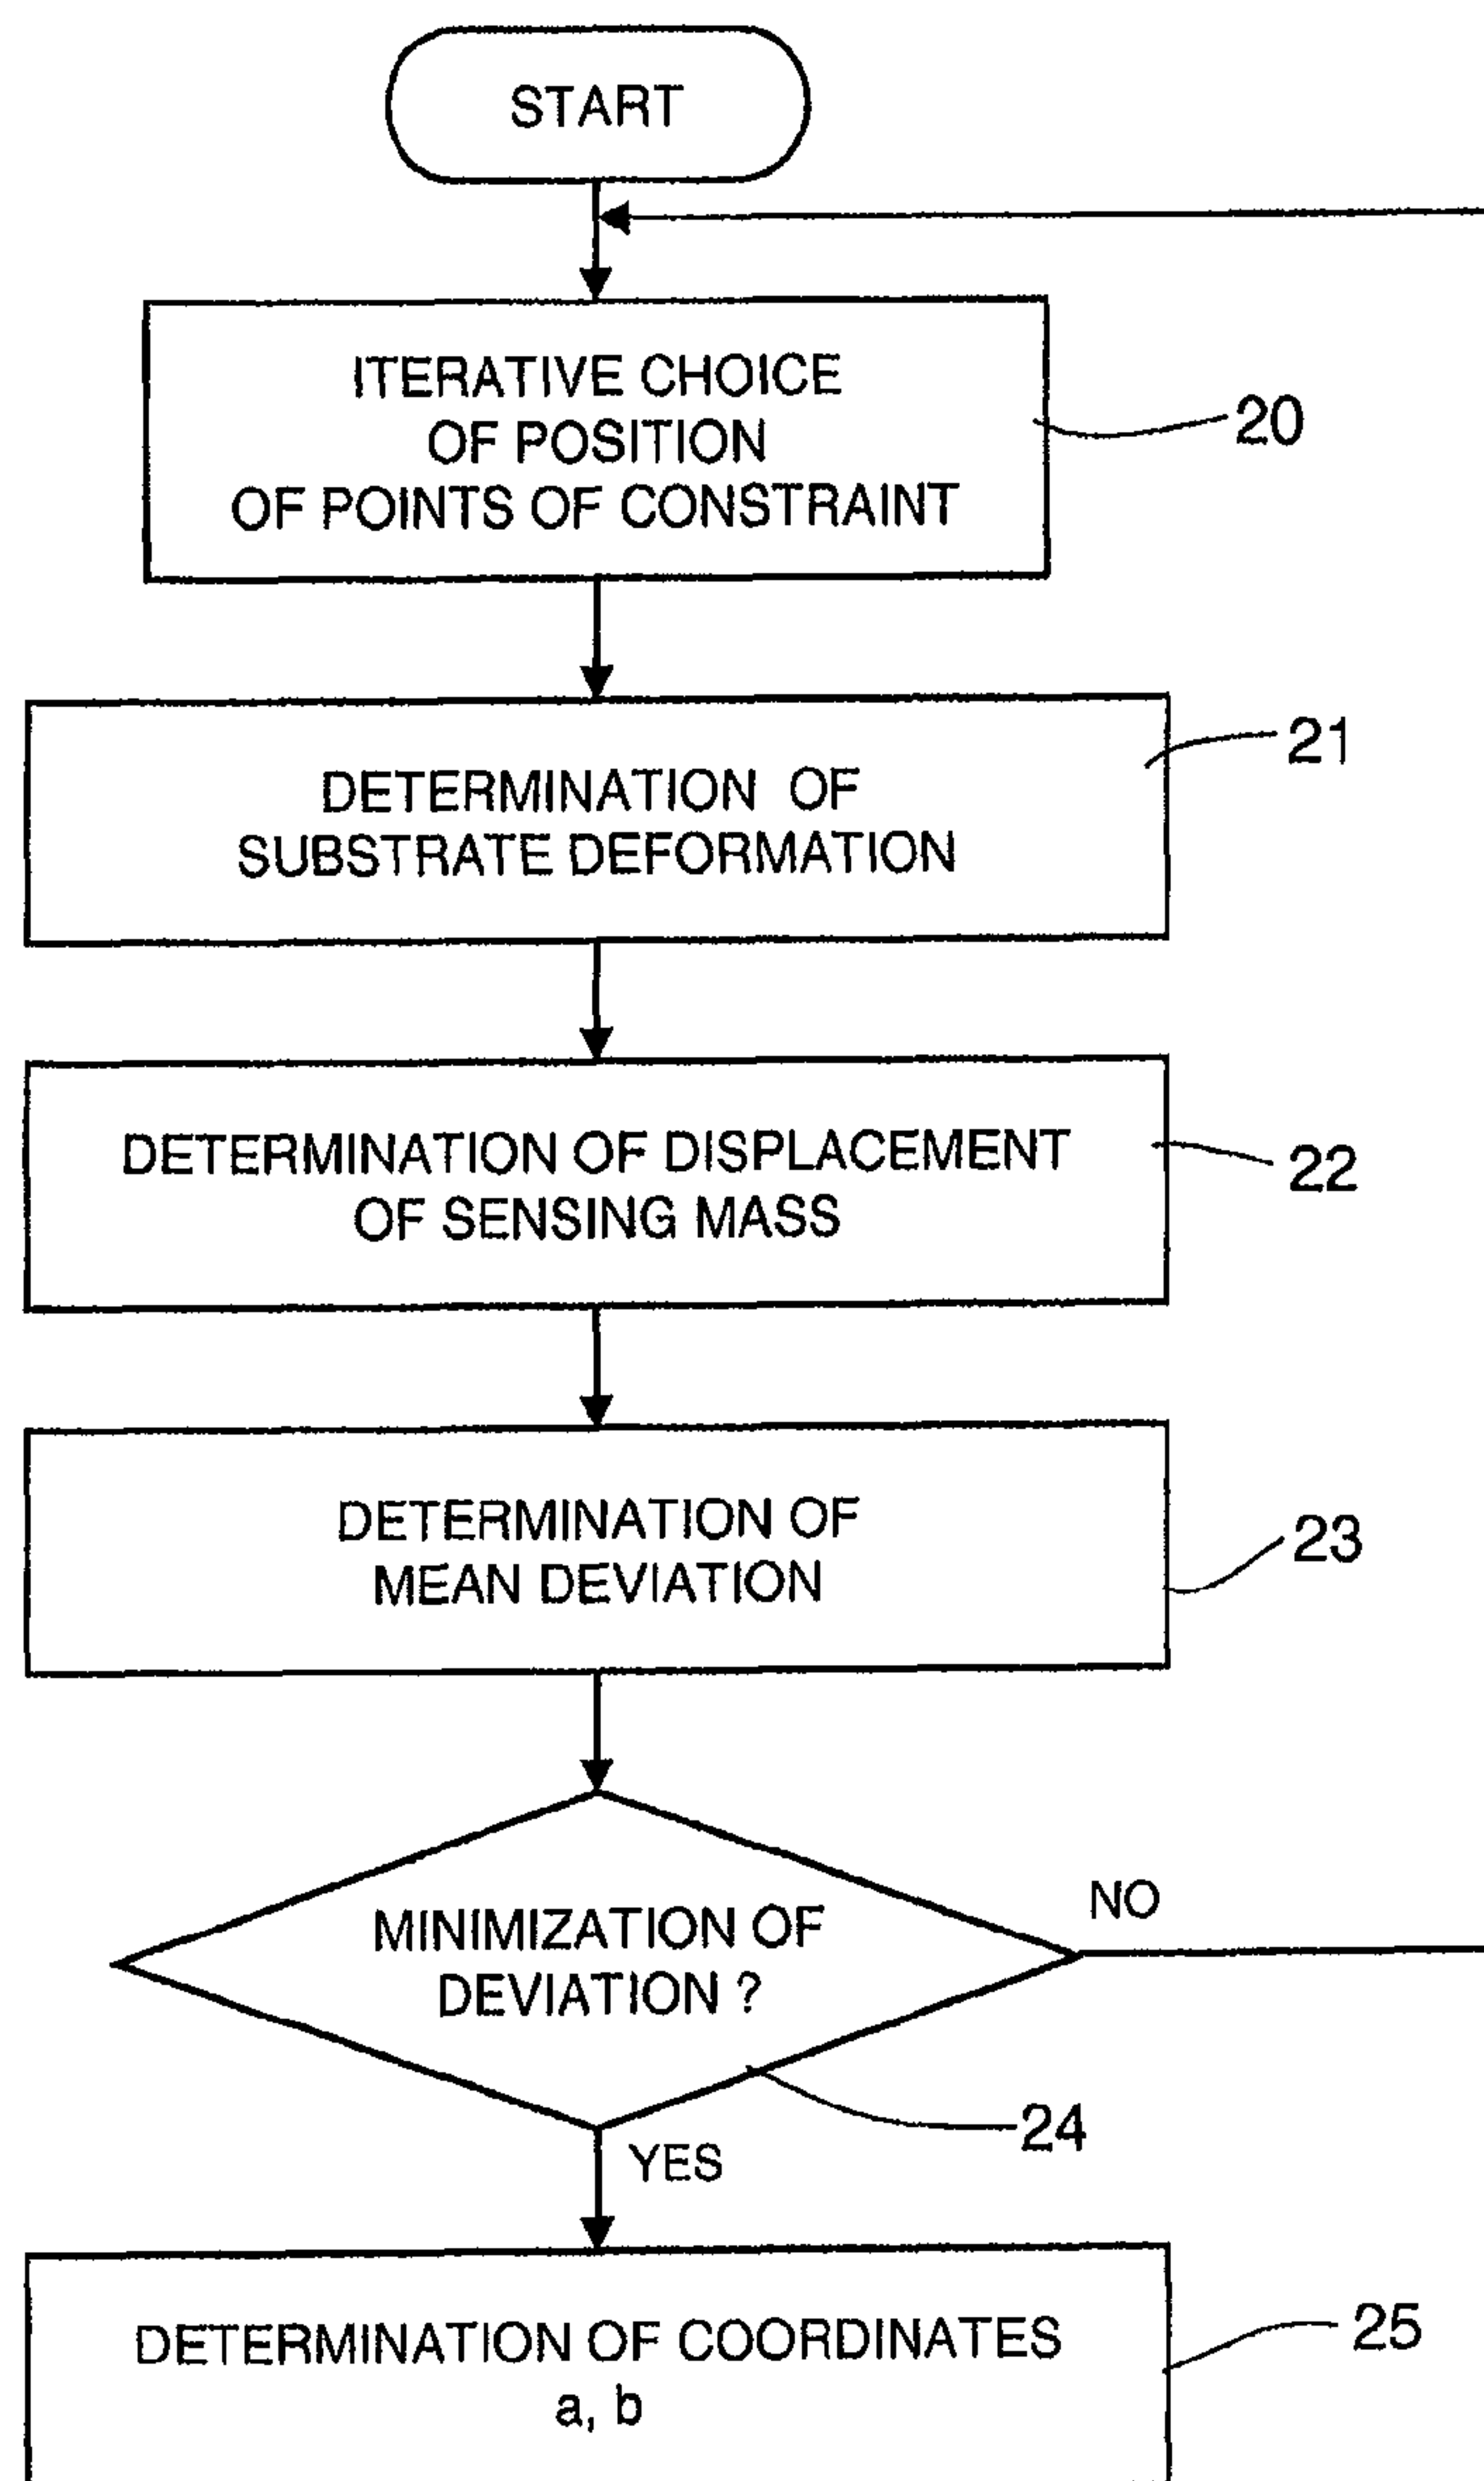 START
ITERATIVE CHOICE
OF POSITION
OF POINTS OF CONSTRAINT
20
DETERMINATION OF
SUBSTRATE DEFORMATION
21
DETERMINATION OF DISPLACEMENT
OF SENSING MASS
22
DETERMINATION OF
MEAN DEVIATION
23
MINIMIZATION OF
DEVIATION ?
NO
24
YES
DETERMINATION OF COORDINATES
a, b
25